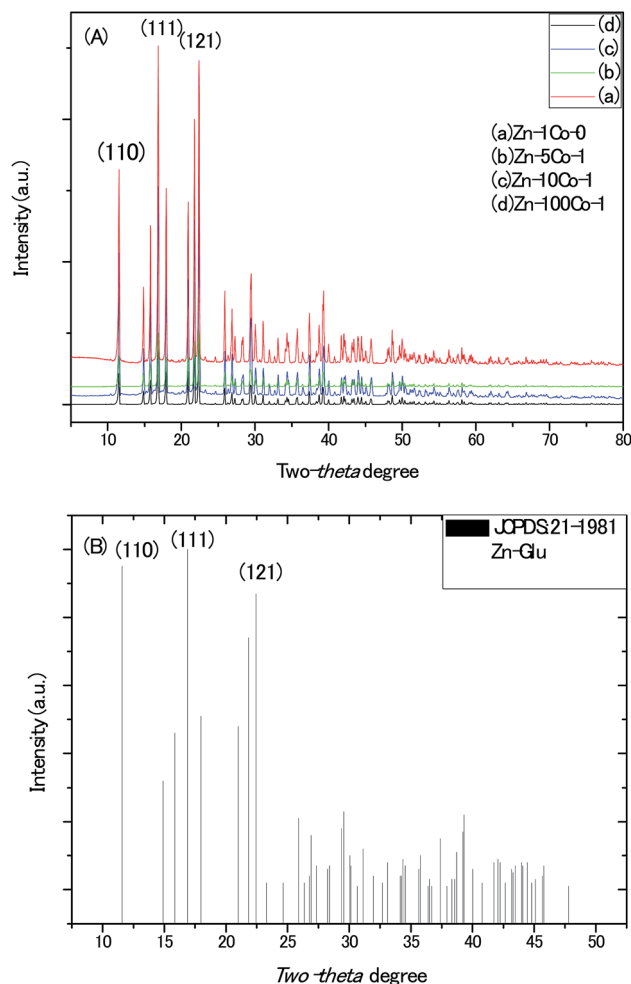 (A)
(111)
(121)
(110)
(d)
(c)
(b)
(a)
(a)Zn-1Co-0
(b)Zn-5Co-1
(c)Zn-10Co-1
(d)Zn-100Co-1
Intensity (a.u.)
10 20 30 40 50 60 70 80
Two-theta degree
(B)
(110)
(111)
(121)
JCPDS:21-1981
Zn-Glu
Intensity (a.u.)
10 15 20 25 30 35 40 45 50
Two-theta degree